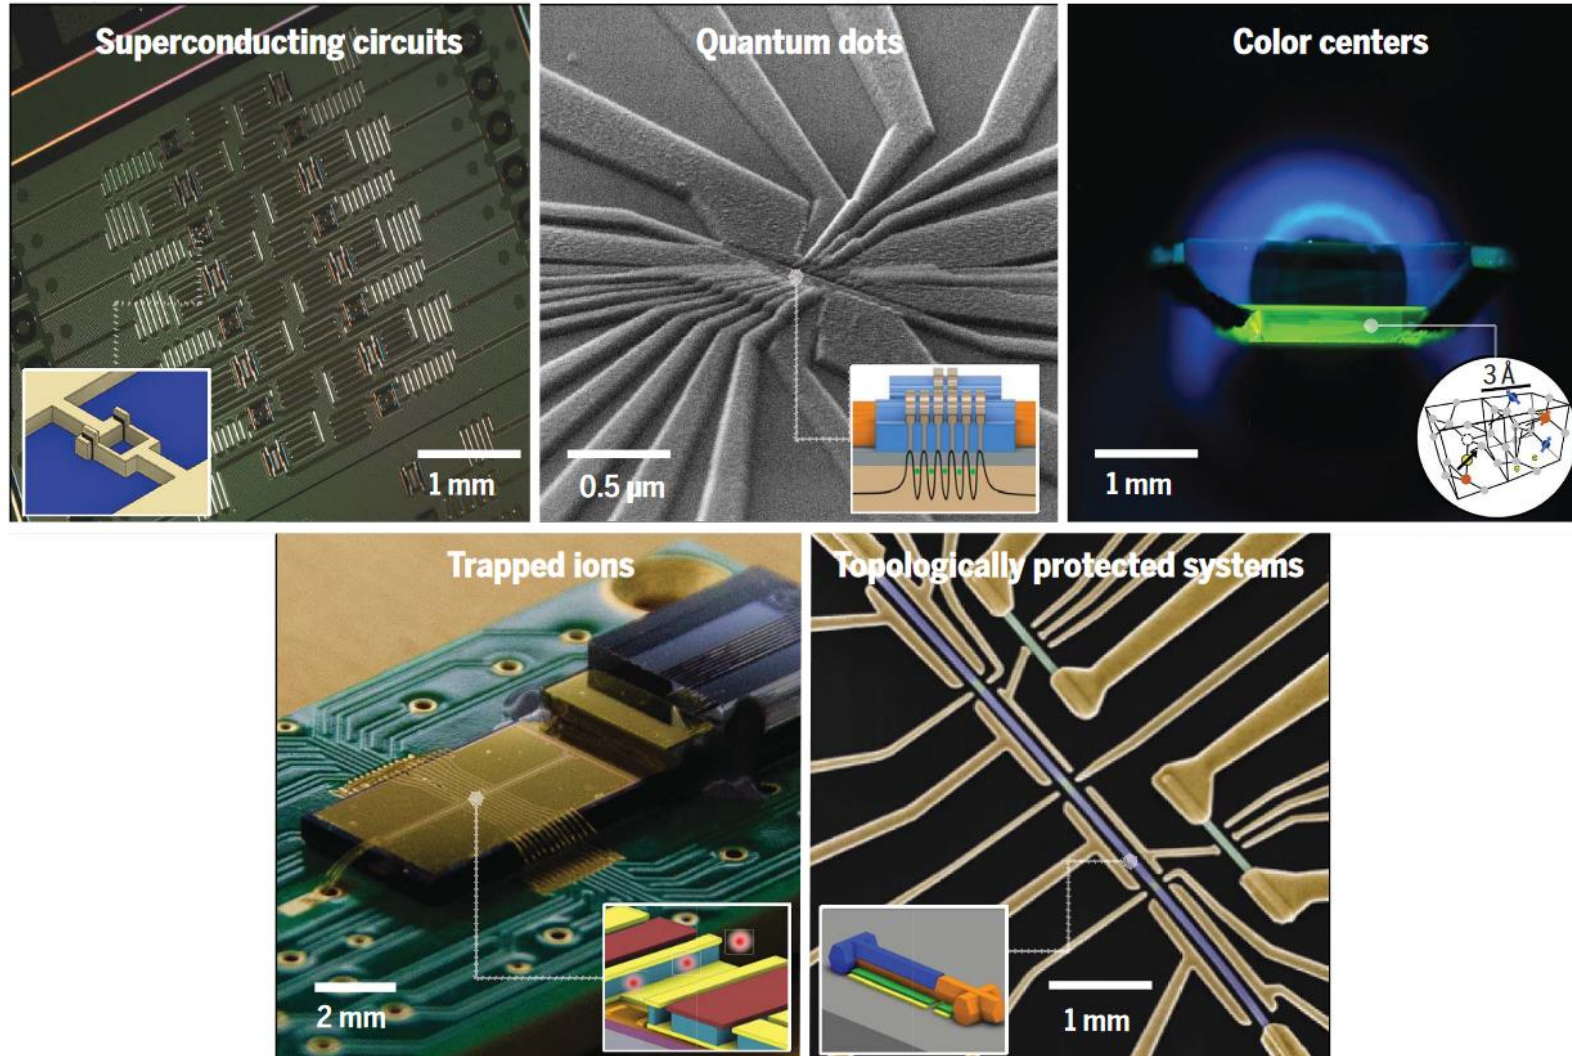 Superconducting circuits
Quantum dots
Color centers
1 mm
0.5 µm
1 mm
3 Å
Trapped ions
Topologically protected systems
2 mm
1 mm